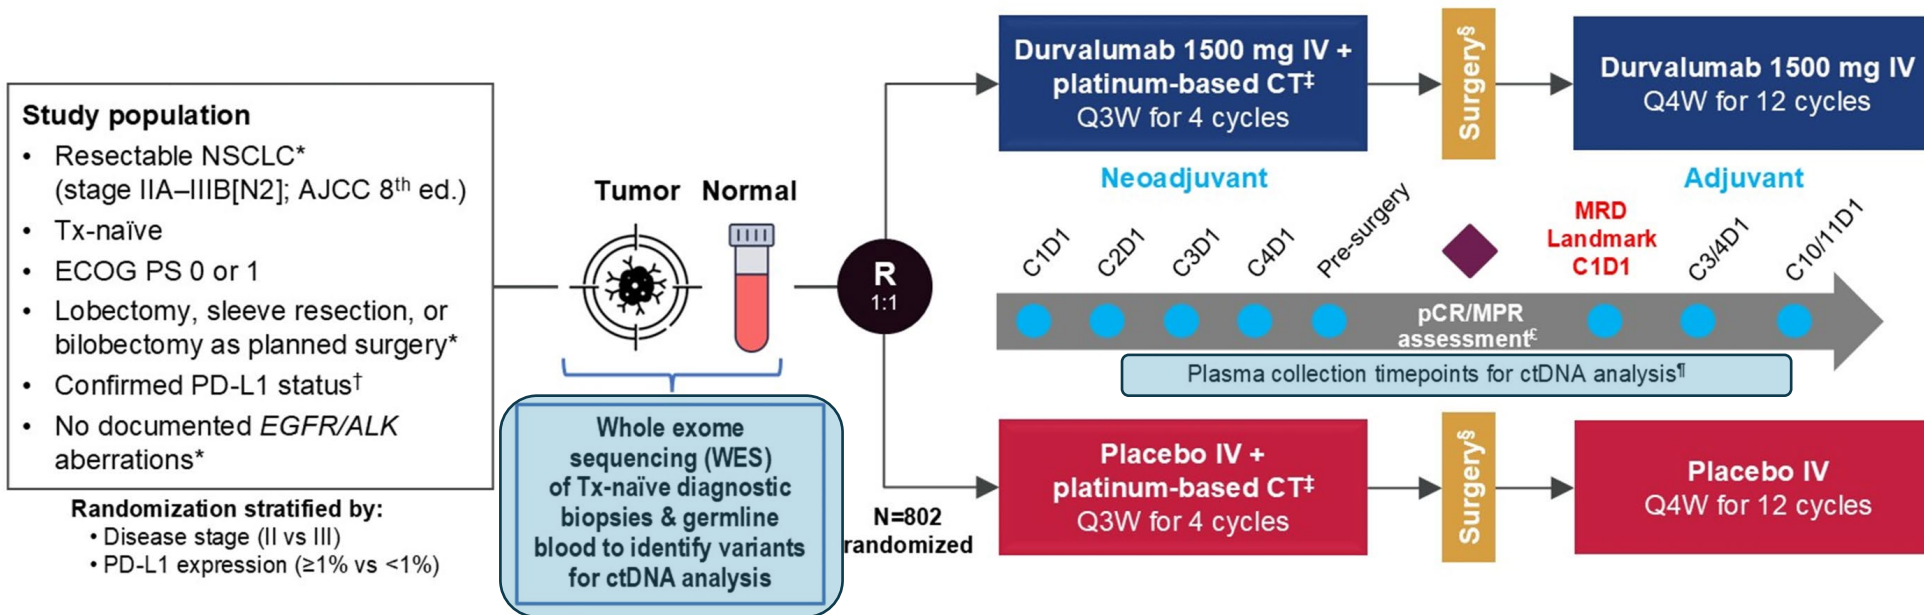 Study population
• Resectable NSCLC*
(stage IIA–IIIB[N2]; AJCC 8th ed.)
• Tx-naïve
• ECOG PS 0 or 1
• Lobectomy, sleeve resection, or
bilobectomy as planned surgery*
• Confirmed PD-L1 status†
• No documented EGFR/ALK
aberrations*
Randomization stratified by:
• Disease stage (II vs III)
• PD-L1 expression (≥1% vs <1%)
Tumor
Normal
Whole exome
sequencing (WES)
of Tx-naïve diagnostic
biopsies & germline
blood to identify variants
for ctDNA analysis
R
1:1
N=802
randomized
Durvalumab 1500 mg IV +
platinum-based CT‡
Q3W for 4 cycles
Surgery§
Durvalumab 1500 mg IV
Q4W for 12 cycles
Neoadjuvant
Adjuvant
C1D1
C2D1
C3D1
C4D1
Pre-surgery
MRD
Landmark
C1D1
C3/4D1
C10/11D1
pCR/MPR
assessment£
Plasma collection timepoints for ctDNA analysis¶
Placebo IV +
platinum-based CT‡
Q3W for 4 cycles
Surgery§
Placebo IV
Q4W for 12 cycles